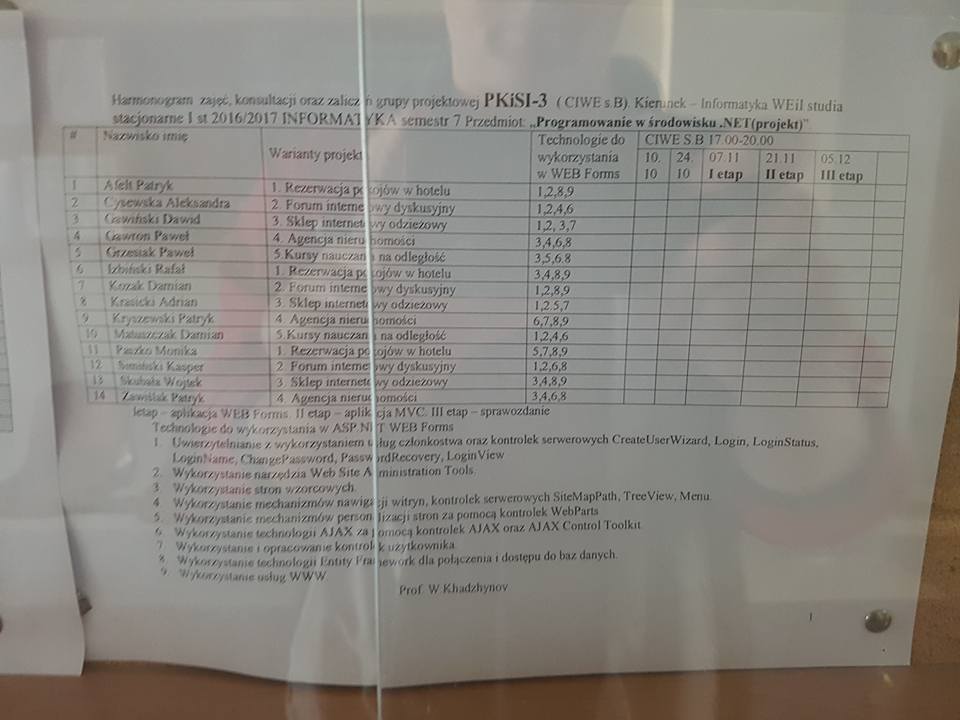 Harmonogram zajęć, konsultacji oraz zaliczeń grupy projektowej PKiSI-3 ( CIWE s.B). Kierunek – Informatyka WEiI studia
stacjonarne I st 2016/2017 INFORMATYKA semestr 7 Przedmiot: „Programowanie w środowisku .NET(projekt)"
# Nazwisko imię Warianty projekt Technologie do wykorzystania w WEB Forms CIWE S.B 17.00-20.00
10. 10 24. 10 07.11 I etap 21.11 II etap 05.12 III etap
1 Afelt Patryk 1. Rezerwacja pokojów w hotelu 1,2,8,9
2 Cysewska Aleksandra 2. Forum internetowy dyskusyjny 1,2,4,6
3 Gawiński Dawid 3. Sklep internetowy odzieżowy 1,2, 3,7
4 Gawron Paweł 4. Agencja nieruchomości 3,4,6,8
5 Grzesiak Paweł 5.Kursy nauczania na odległość 3,5,6.8
6 Izbiński Rafał 1. Rezerwacja pokojów w hotelu 3,4,8,9
7 Kozak Damian 2. Forum internetowy dyskusyjny 1,2,8,9
8 Krasicki Adrian 3. Sklep internetowy odzieżowy 1,2.5,7
9 Kryszewski Patryk 4. Agencja nieruchomości 6,7,8,9
10 Matuszczak Damian 5.Kursy nauczania na odległość 1,2,4,6
11 Paszko Monika 1. Rezerwacja pokojów w hotelu 5,7,8,9
12 Kasper 2. Forum internetowy dyskusyjny 1,2,6,8
13 Skubała Wojtek 3. Sklep internetowy odzieżowy 3,4,8,9
14 Zawiślak Patryk 4. Agencja nieruchomości 3,4,6,8
Ietap – aplikacja WEB Forms. II etap – aplikacja MVC. III etap – sprawozdanie
Technologie do wykorzystania w ASP.NET WEB Forms
1. Uwierzytelnianie z wykorzystaniem usług członkostwa oraz kontrolek serwerowych CreateUserWizard, Login, LoginStatus,
LoginName, ChangePassword, PasswordRecovery, LoginView
2. Wykorzystanie narzędzia Web Site Administration Tools.
3. Wykorzystanie stron wzorcowych.
4. Wykorzystanie mechanizmów nawigacji witryn, kontrolek serwerowych SiteMapPath, TreeView, Menu.
5. Wykorzystanie mechanizmów personalizacji stron za pomocą kontrolek WebParts
6. Wykorzystanie technologii AJAX za pomocą kontrolek AJAX oraz AJAX Control Toolkit
7. Wykorzystanie i opracowanie kontrolek użytkownika.
8. Wykorzystanie technologii Entity Framework dla połączenia i dostępu do baz danych.
9. Wykorzystanie usług WWW.
Prof. W.Khadzhynov
1